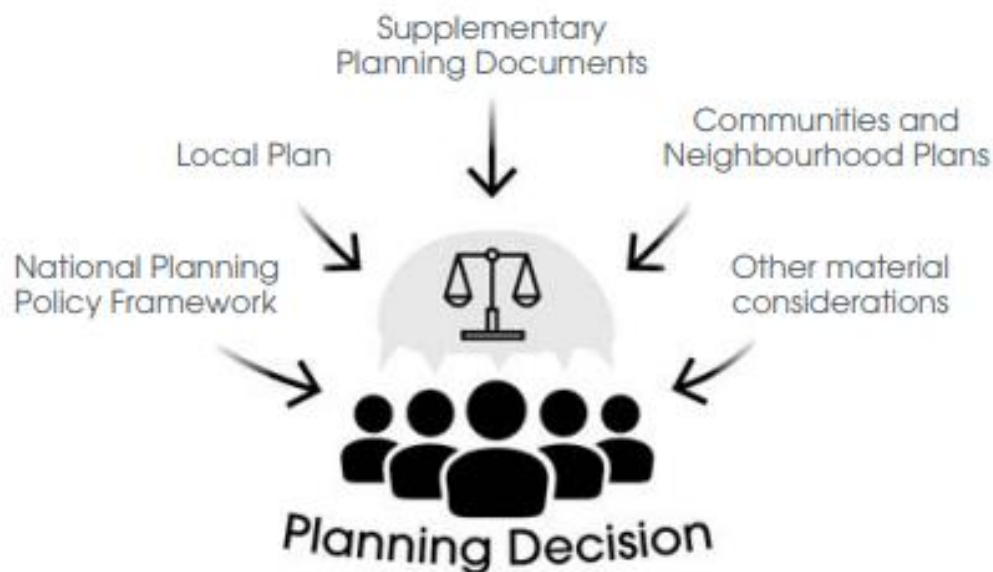 Supplementary
Planning Documents
Local Plan
Communities and
Neighbourhood Plans
National Planning
Policy Framework
Other material
considerations
Planning Decision